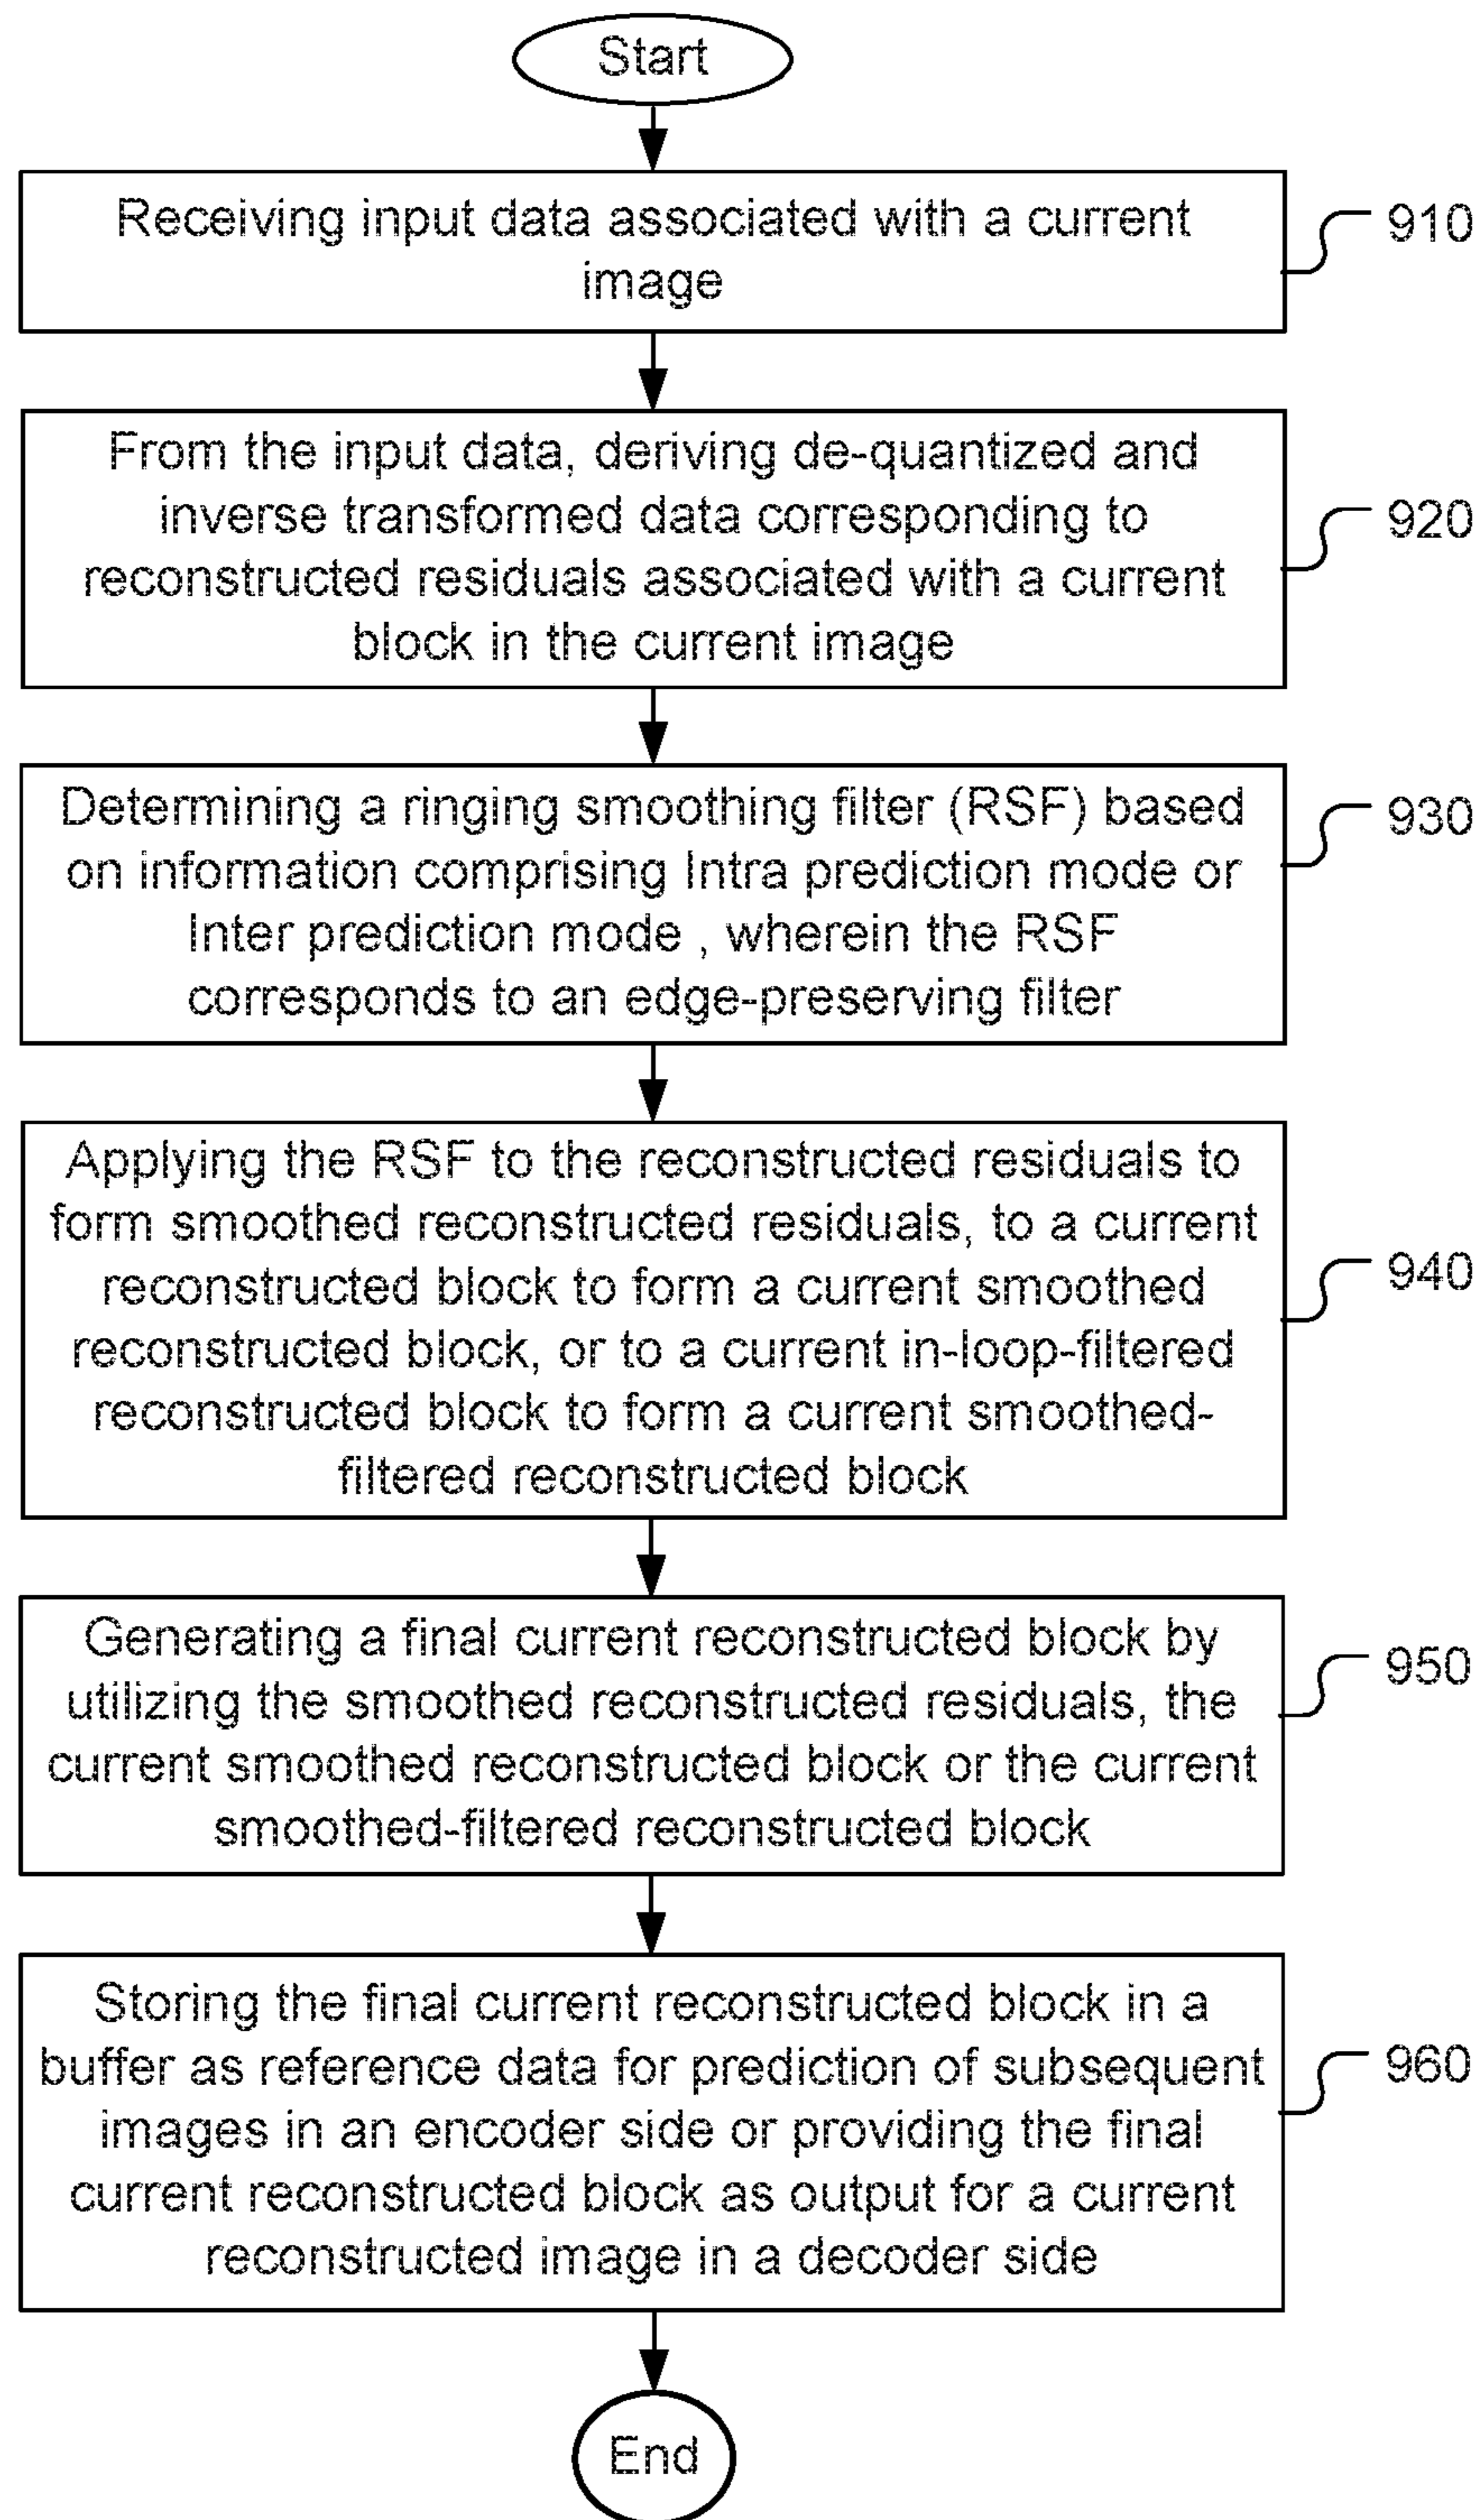 Start
Receiving input data associated with a current
image
910
From the input data, deriving de-quantized and
inverse transformed data corresponding to
reconstructed residuals associated with a current
block in the current image
920
Determining a ringing smoothing filter (RSF) based
on information comprising Intra prediction mode or
Inter prediction mode , wherein the RSF
corresponds to an edge-preserving filter
930
Applying the RSF to the reconstructed residuals to
form smoothed reconstructed residuals, to a current
reconstructed block to form a current smoothed
reconstructed block, or to a current in-loop-filtered
reconstructed block to form a current smoothed-
filtered reconstructed block
940
Generating a final current reconstructed block by
utilizing the smoothed reconstructed residuals, the
current smoothed reconstructed block or the current
smoothed-filtered reconstructed block
950
Storing the final current reconstructed block in a
buffer as reference data for prediction of subsequent
images in an encoder side or providing the final
current reconstructed block as output for a current
reconstructed image in a decoder side
960
End